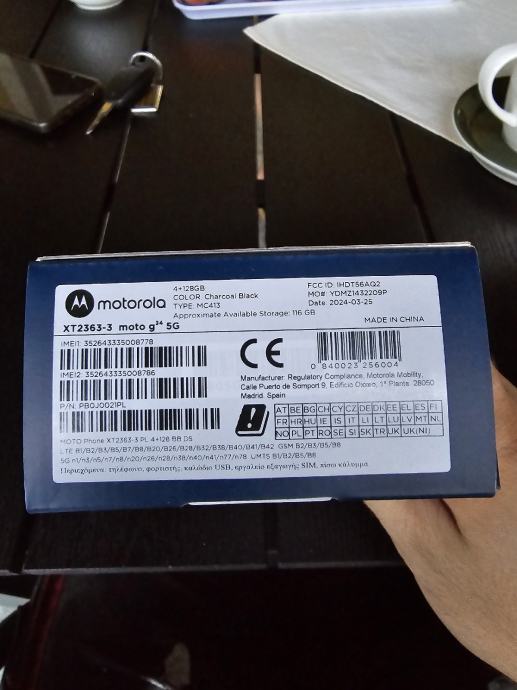 motorola
4+128GB
COLOR: Charcoal Black
TYPE: MC413
Approximate Available Storage: 116 GB
FCC ID: IHDT56AQ2
MO#: YDMZ1432209P
Date: 2024-03-25
MADE IN CHINA
XT2363-3 moto g³⁴ 5G
IMEI1: 352643335008778
IMEI2: 352643335008786
P/N: PB0J0021PL
CE
0 840023 256004
Manufacturer: Regulatory Compliance, Motorola Mobility,
Calle Puerto de Somport 9, Edificio Oxxeo, 1ª Planta 28050
Madrid. Spain
AT BE BG CH CY CZ DE DK EE EL ES FI
FR HR HU IE IS IT LI LT LU LV MT NL
NO PL PT RO SE SI SK TR UK UK(NI)
MOTO Phone XT2363-3 PL 4+128 BB DS
LTE B1/B2/B3/B5/B7/B8/B20/B26/B28/B32/B38/B40/B41/B42 GSM B2/B3/B5/B8
5G n1/n3/n5/n7/n8/n20/n26/n28/n38/n40/n41/n77/n78 UMTS B1/B2/B5/B8
Περιεχόμενα: τηλέφωνο, φορτιστής, καλώδιο USB, εργαλείο εξαγωγής SIM, πίσω κάλυμμα